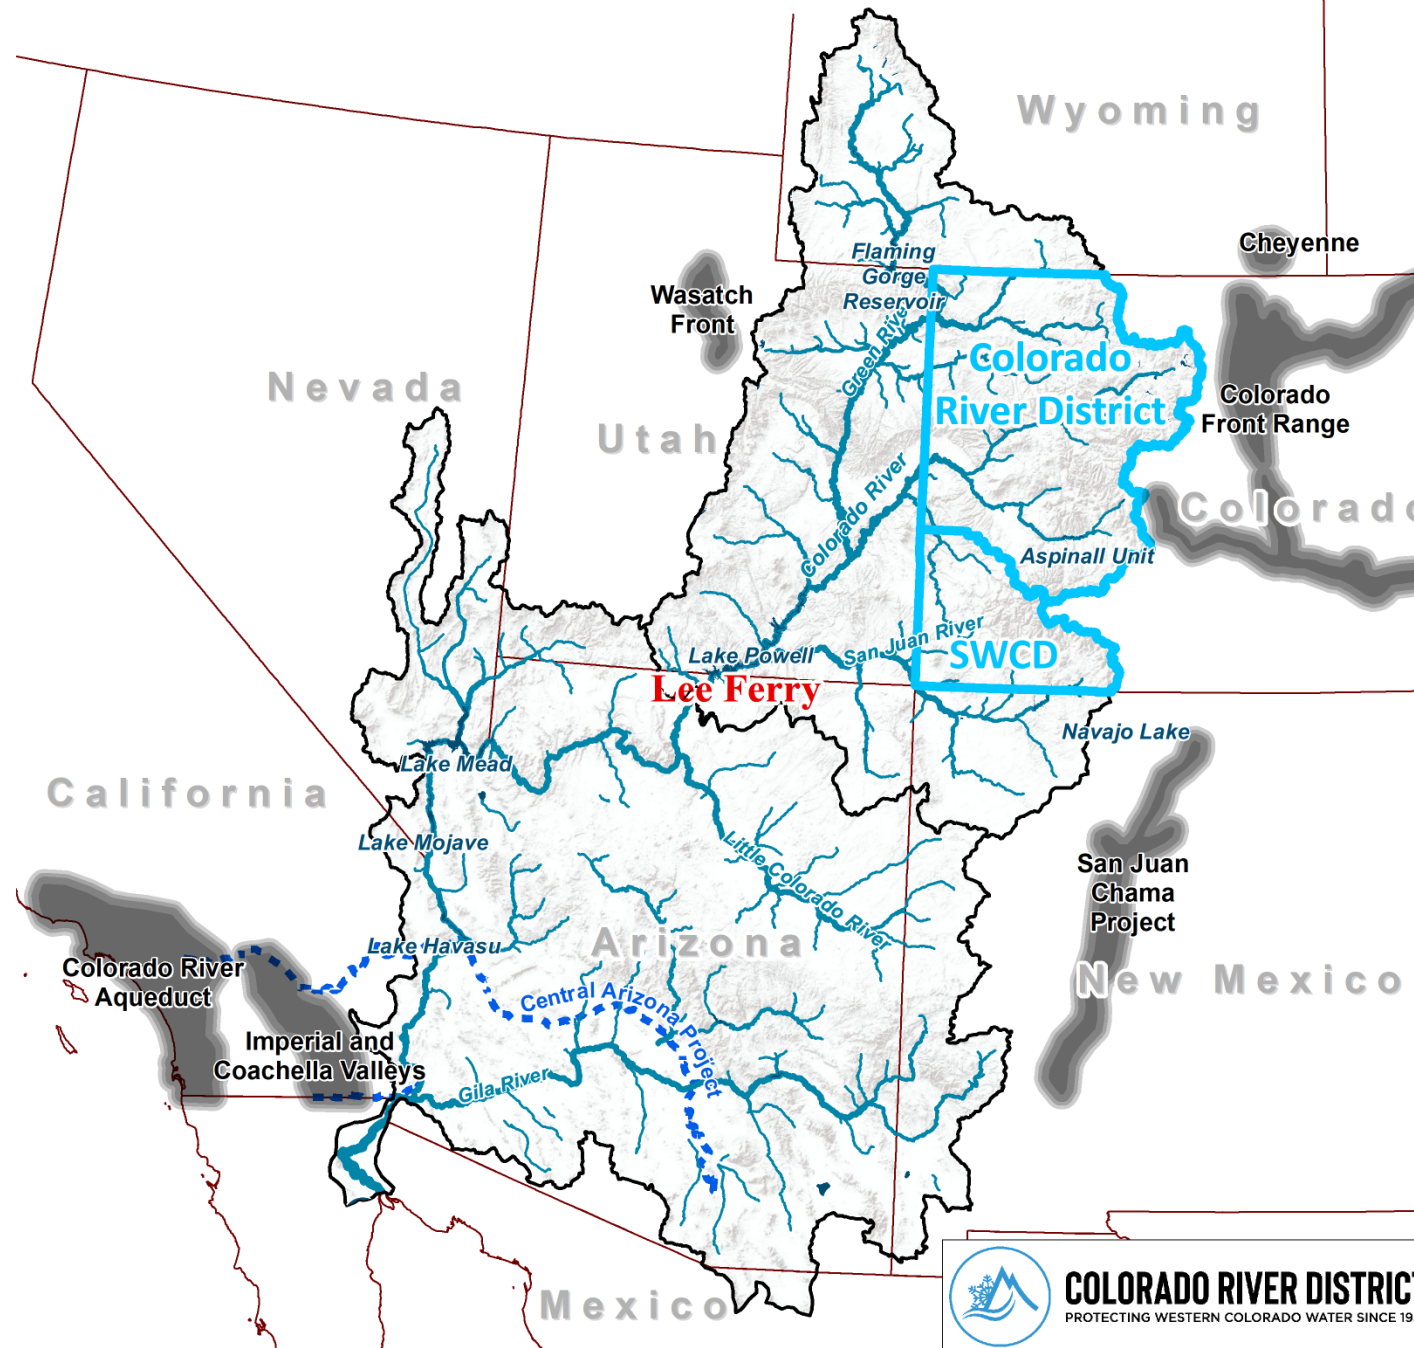 Wyoming
Cheyenne
Flaming
Gorge
Reservoir
Wasatch
Front
Green River
Colorado
River District
Nevada
Utah
Colorado
Front Range
Colorado River
Colorado
Aspinall Unit
San Juan River
SWCD
Lake Powell
Lee Ferry
Navajo Lake
Lake Mead
California
Lake Mojave
Little Colorado River
San Juan
Chama
Project
Lake Havasu
Arizona
Colorado River
Aqueduct
New Mexico
Central Arizona Project
Imperial and
Coachella Valleys
Gila River
Mexico
COLORADO RIVER DISTRICT
PROTECTING WESTERN COLORADO WATER SINCE